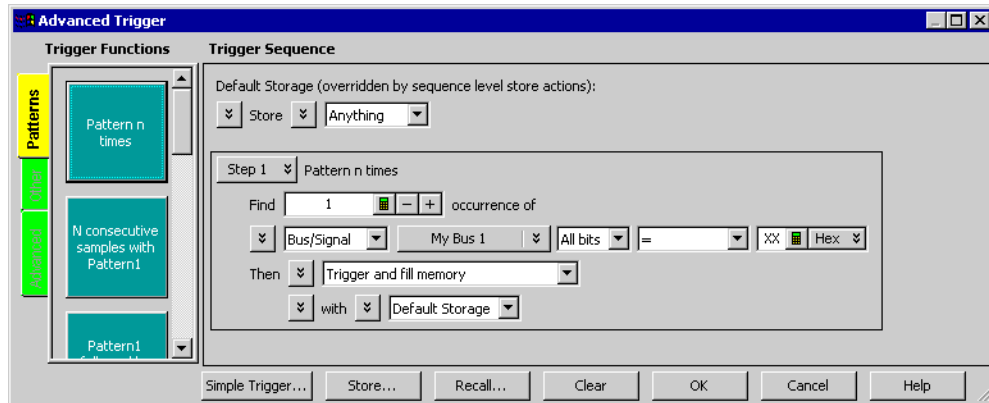 Advanced Trigger
Trigger Functions
Trigger Sequence
Patterns
Other
Advanced
Pattern n
times
N consecutive
samples with
Pattern1
Pattern1
Default Storage (overridden by sequence level store actions):
Store Anything
Step 1 Pattern n times
Find 1 - + occurrence of
Bus/Signal My Bus 1 All bits = XX Hex
Then Trigger and fill memory
with Default Storage
Simple Trigger... Store... Recall... Clear OK Cancel Help